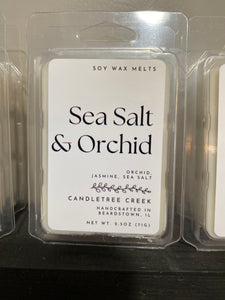 SOY WAX MELTS
Sea Salt
& Orchid
ORCHID,
JASMINE, SEA SALT
CANDLETREE CREEK
HANDCRAFTED IN
BEARDSTOWN, IL
NET WT. 2.5OZ (71G)